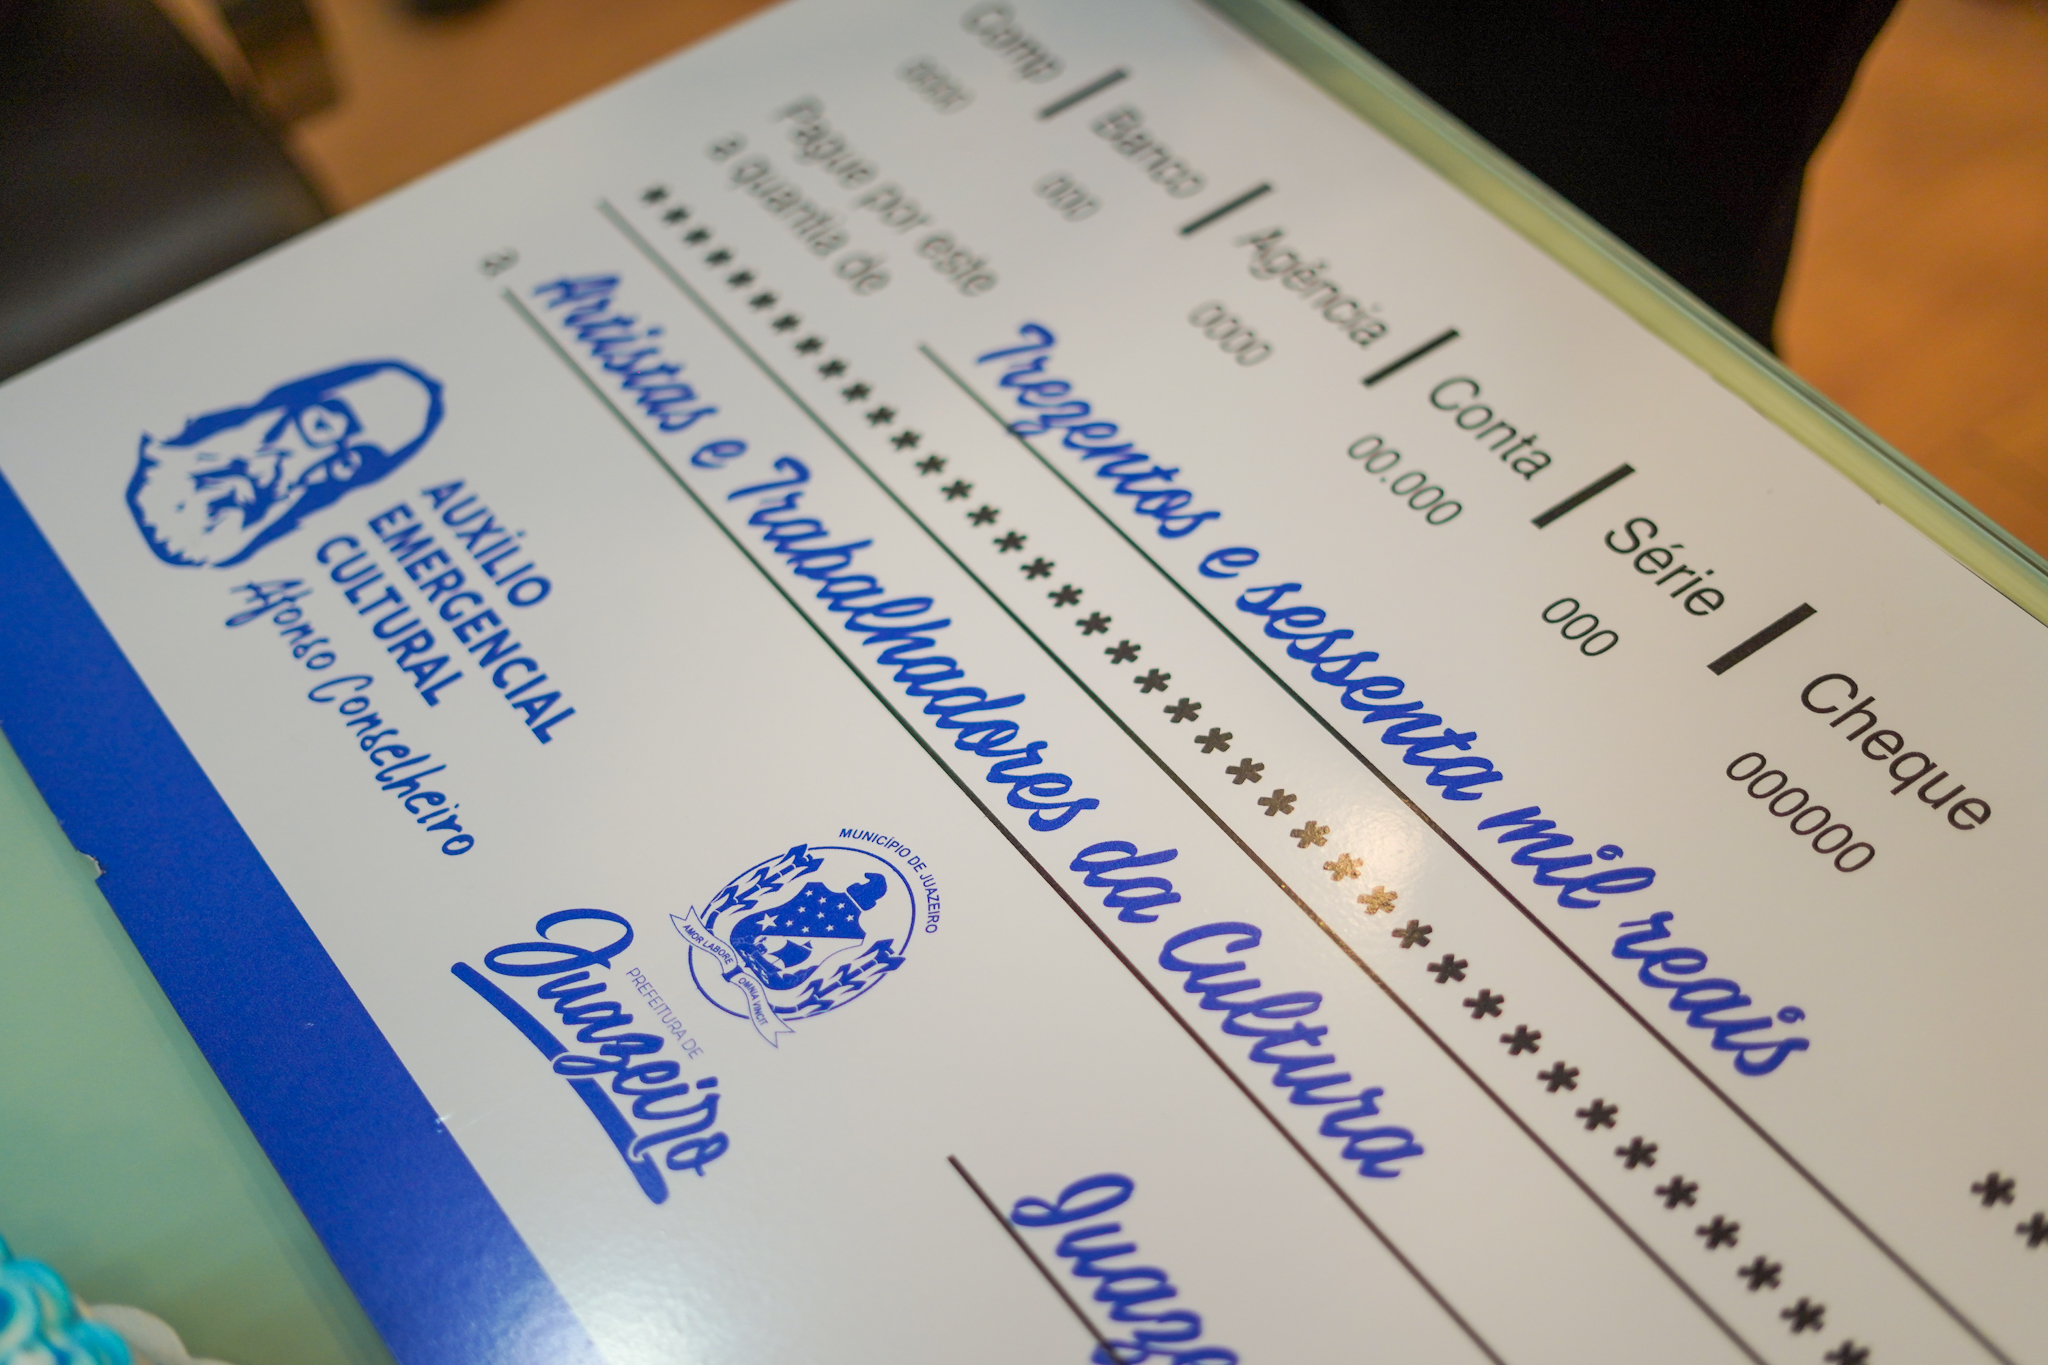 Comp | Banco | Agência | Conta | Série | Cheque
0000 000 0000 00.000 000 000000
Pague por este
a quantia de Trezentos e sessenta mil reais
**********************************************
a Artistas e Trabalhadores da Cultura
AUXÍLIO
EMERGENCIAL
CULTURAL
Afonso Conselheiro
MUNICÍPIO DE JUAZEIRO
AMOR LABORE OMNIA VINCIT
PREFEITURA DE
Juazeiro
Juaze